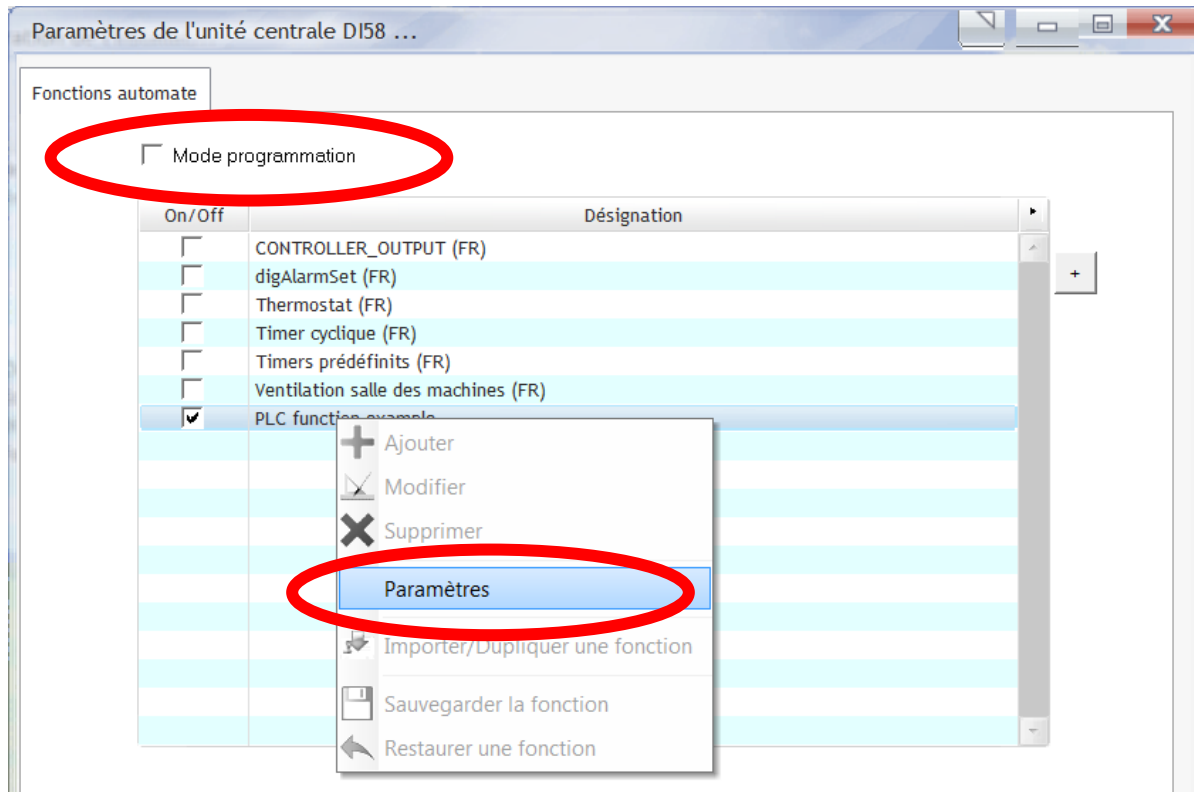 Paramètres de l'unité centrale DI58 ...
Fonctions automate
Mode programmation
On/Off Désignation
CONTROLLER_OUTPUT (FR)
digAlarmSet (FR)
+
Thermostat (FR)
Timer cyclique (FR)
Timers prédéfinits (FR)
Ventilation salle des machines (FR)
PLC function example
Ajouter
Modifier
Supprimer
Paramètres
Importer/Dupliquer une fonction
Sauvegarder la fonction
Restaurer une fonction